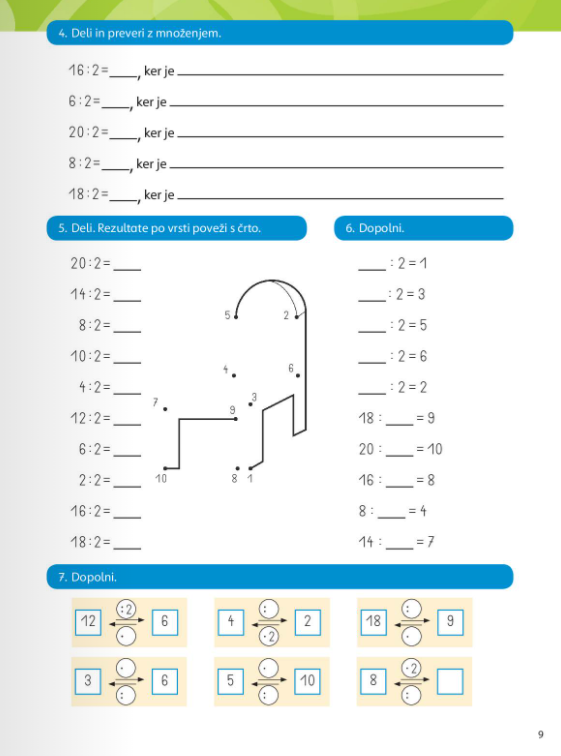 4. Deli in preveri z množenjem.
16 : 2 = ____, ker je ____
6 : 2 = ____, ker je ____
20 : 2 = ____, ker je ____
8 : 2 = ____, ker je ____
18 : 2 = ____, ker je ____
5. Deli. Rezultate po vrsti poveži s črto.
20 : 2 = ____
14 : 2 = ____
8 : 2 = ____
10 : 2 = ____
4 : 2 = ____
12 : 2 = ____
6 : 2 = ____
2 : 2 = ____
16 : 2 = ____
18 : 2 = ____
5 2
4 6
7 9 3
10 8 1
6. Dopolni.
____ : 2 = 1
____ : 2 = 3
____ : 2 = 5
____ : 2 = 6
____ : 2 = 2
18 : ____ = 9
20 : ____ = 10
16 : ____ = 8
8 : ____ = 4
14 : ____ = 7
7. Dopolni.
: 2 : :
12 6 4 2 18 9
· · 2 ·
· · · 2
3 6 5 10 8
: : :
9